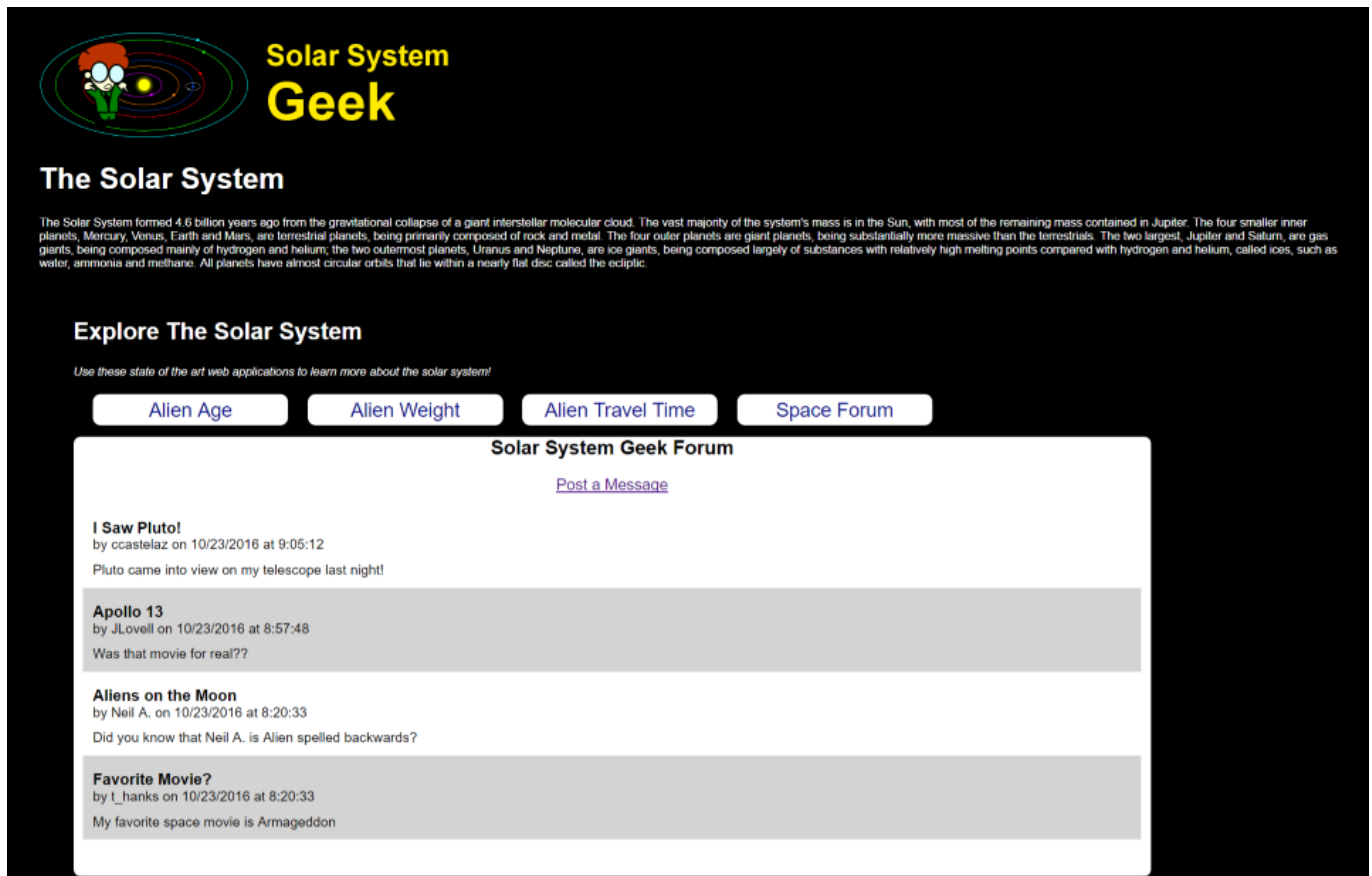 Solar System
Geek
The Solar System
The Solar System formed 4.6 billion years ago from the gravitational collapse of a giant interstellar molecular cloud. The vast majority of the system's mass is in the Sun, with most of the remaining mass contained in Jupiter. The four smaller inner
planets, Mercury, Venus, Earth and Mars, are terrestrial planets, being primarily composed of rock and metal. The four outer planets are giant planets, being substantially more massive than the terrestrials. The two largest, Jupiter and Saturn, are gas
giants, being composed mainly of hydrogen and helium; the two outermost planets, Uranus and Neptune, are ice giants, being composed largely of substances with relatively high melting points compared with hydrogen and helium, called ices, such as
water, ammonia and methane. All planets have almost circular orbits that lie within a nearly flat disc called the ecliptic.
Explore The Solar System
Use these state of the art web applications to learn more about the solar system!
Alien Age Alien Weight Alien Travel Time Space Forum
Solar System Geek Forum
Post a Message
I Saw Pluto!
by ccastelaz on 10/23/2016 at 9:05:12
Pluto came into view on my telescope last night!
Apollo 13
by JLovell on 10/23/2016 at 8:57:48
Was that movie for real??
Aliens on the Moon
by Neil A. on 10/23/2016 at 8:20:33
Did you know that Neil A. is Alien spelled backwards?
Favorite Movie?
by t_hanks on 10/23/2016 at 8:20:33
My favorite space movie is Armageddon